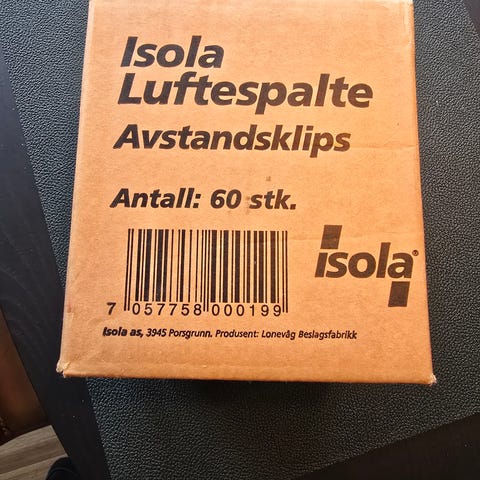 Isola
Luftespalte
Avstandsklips
Antall: 60 stk.
isola®
7 057758 000199
Isola as, 3945 Porsgrunn. Produsent: Lonevåg Beslagsfabrikk